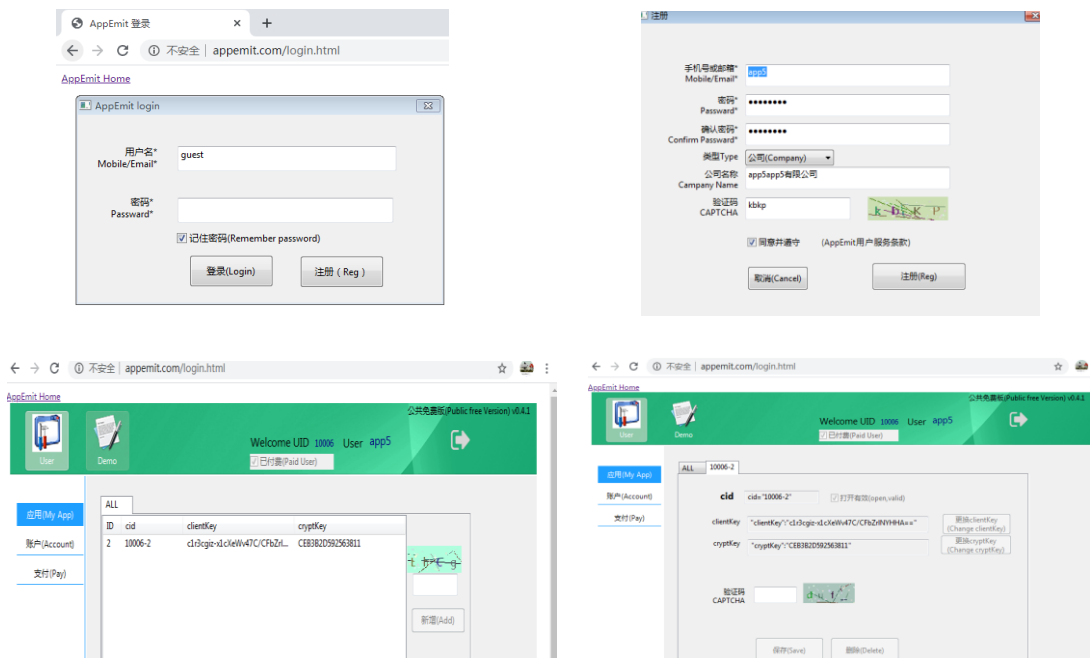 AppEmit 登录
不安全 | appemit.com/login.html
AppEmit Home
AppEmit login
用户名*
Mobile/Email*
guest
密码*
Password*
记住密码(Remember password)
登录(Login)
注册（Reg）
注册
手机号或邮箱*
Mobile/Email*
app5
密码*
Password*
确认密码*
Confirm Password*
类型Type
公司(Company)
公司名称
Campany Name
app5app5有限公司
验证码
CAPTCHA
kbkp
同意并遵守
(AppEmit用户服务条款)
取消(Cancel)
注册(Reg)
不安全 | appemit.com/login.html
AppEmit Home
公共免费版(Public free Version) v0.4.1
User
Demo
Welcome UID 10006 User app5
已付费(Paid User)
应用(My App)
账户(Account)
支付(Pay)
ALL
ID cid clientKey cryptKey
2 10006-2 c1r3cgiz-x1cXeWv47C/CFbZrl... CEB3B2D592563811
新增(Add)
不安全 | appemit.com/login.html
AppEmit Home
公共免费版(Public free Version) v0.4.1
User
Demo
Welcome UID 10006 User app5
已付费(Paid User)
应用(My App)
账户(Account)
支付(Pay)
ALL
10006-2
cid
cid="10006-2"
打开有效(open,valid)
clientKey
"clientKey":"c1r3cgiz-x1cXeWv47C/CFbZrlNYHHA=="
更换clientKey
(Change clientKey)
cryptKey
"cryptKey":"CEB3B2D592563811"
更换cryptKey
(Change cryptKey)
验证码
CAPTCHA
保存(Save)
删除(Delete)